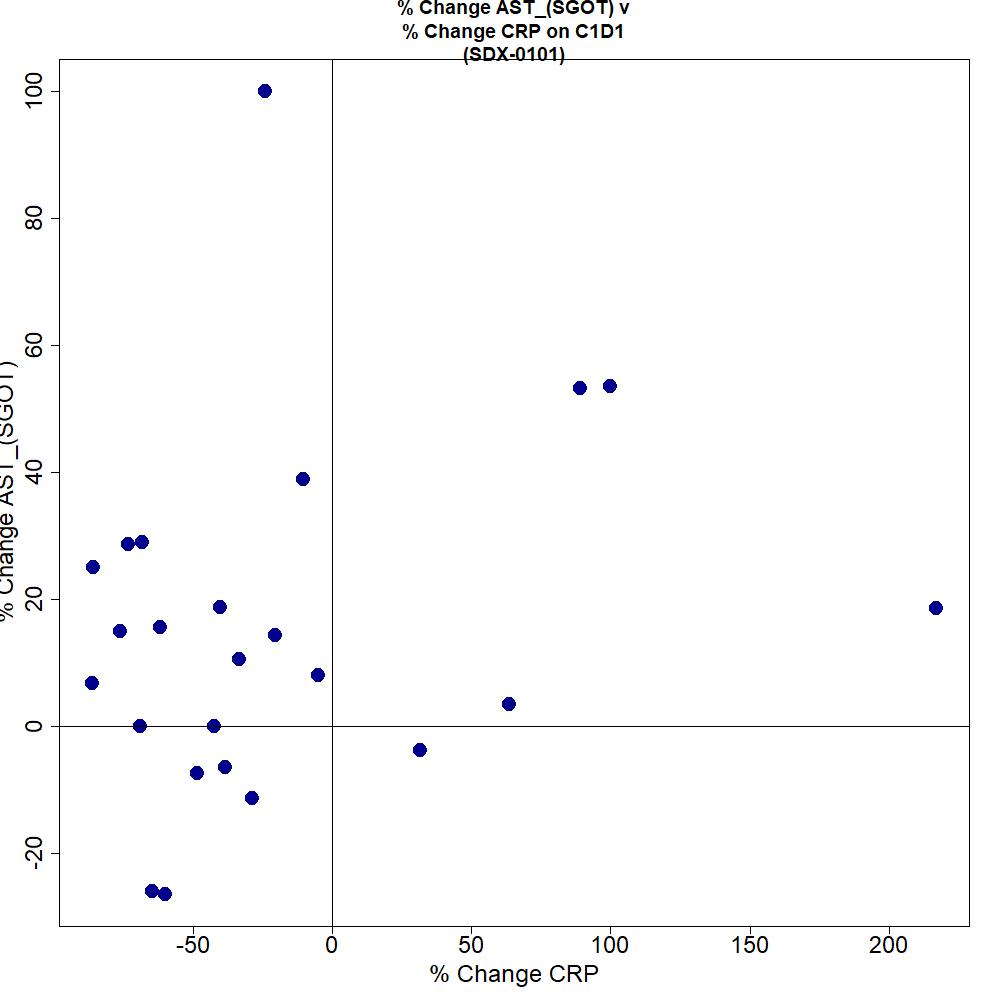 % Change AST_(SGOT) v
% Change CRP on C1D1
(SDX-0101)
% Change AST_(SGOT)
100
80
60
40
20
0
-20
-50 0 50 100 150 200
% Change CRP